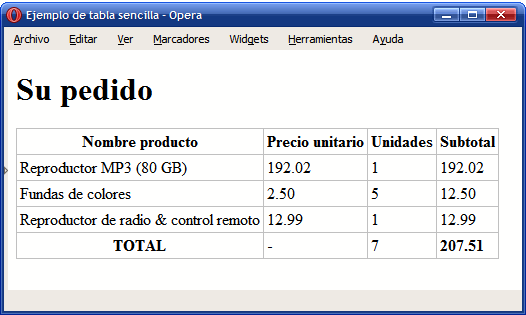 Ejemplo de tabla sencilla - Opera
Archivo Editar Ver Marcadores Widgets Herramientas Ayuda
Su pedido
Nombre producto Precio unitario Unidades Subtotal
Reproductor MP3 (80 GB) 192.02 1 192.02
Fundas de colores 2.50 5 12.50
Reproductor de radio & control remoto 12.99 1 12.99
TOTAL - 7 207.51